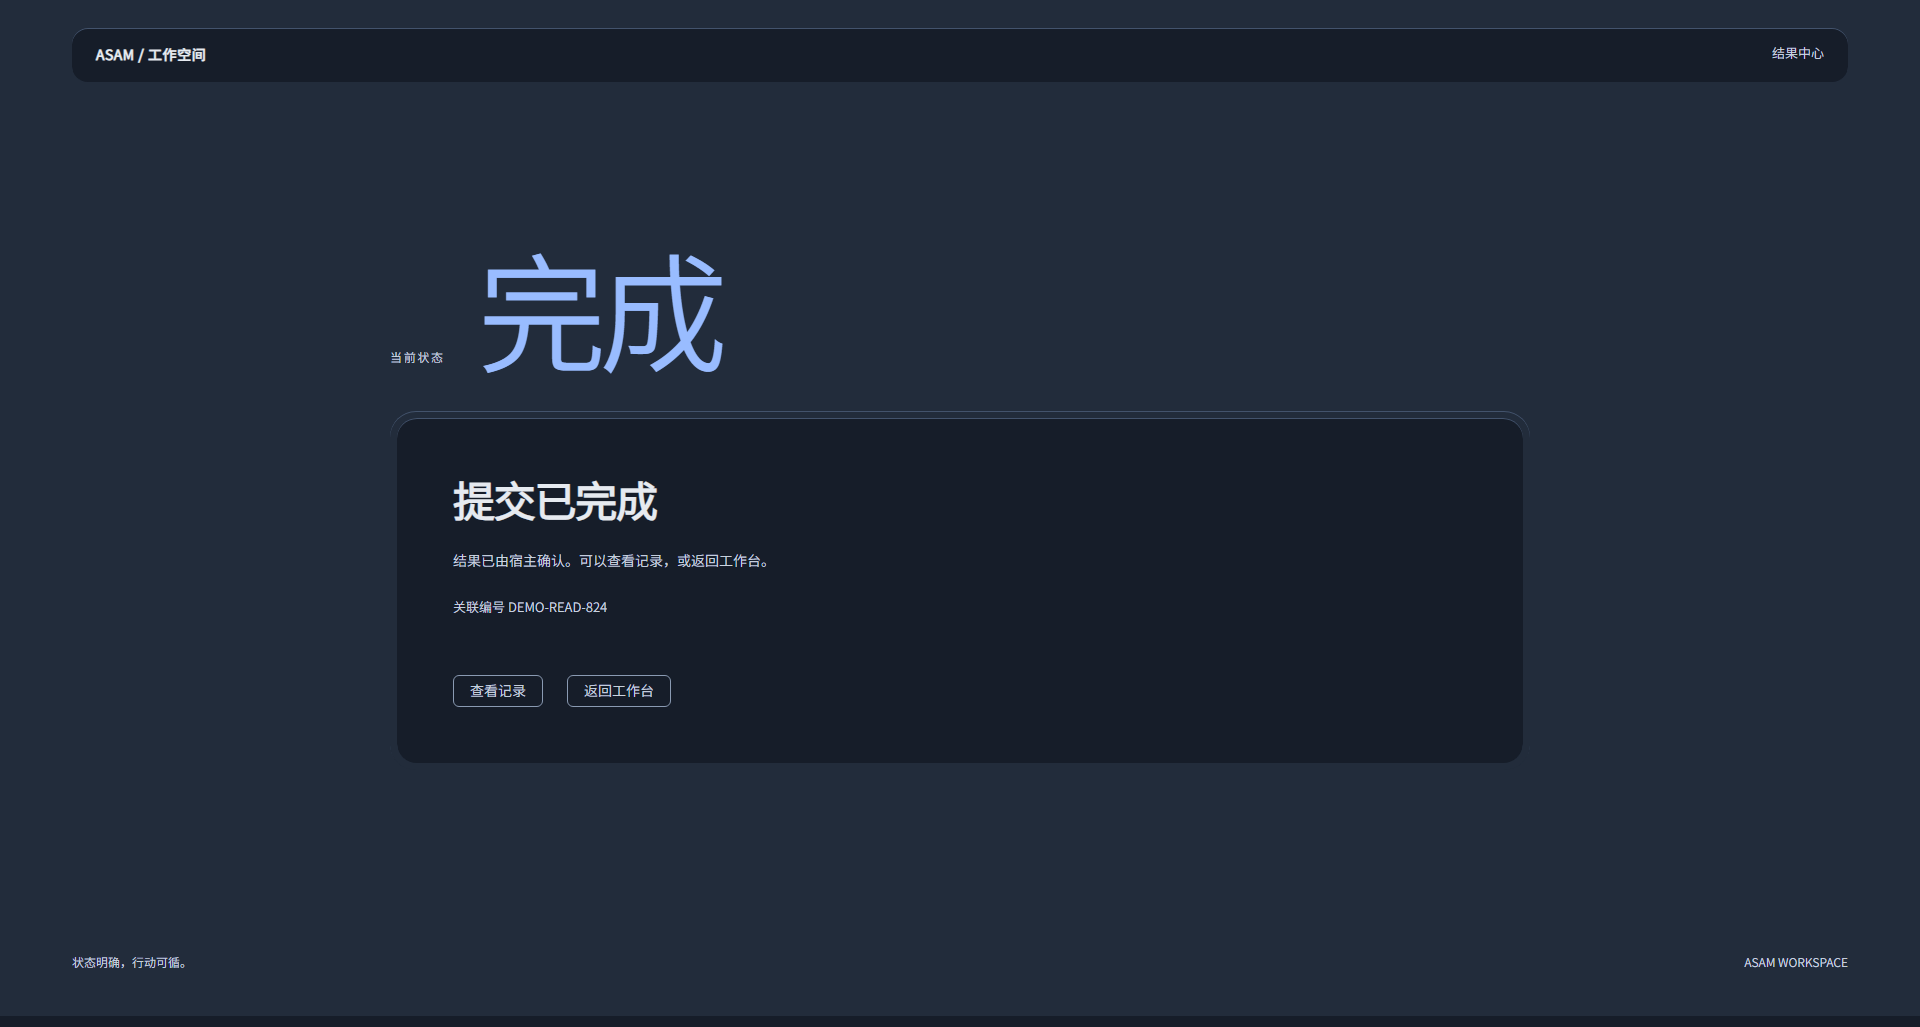 ASAM / 工作空间
结果中心
完成
当前状态
提交已完成
结果已由宿主确认。可以查看记录，或返回工作台。
关联编号 DEMO-READ-824
查看记录
返回工作台
状态明确，行动可循。
ASAM WORKSPACE